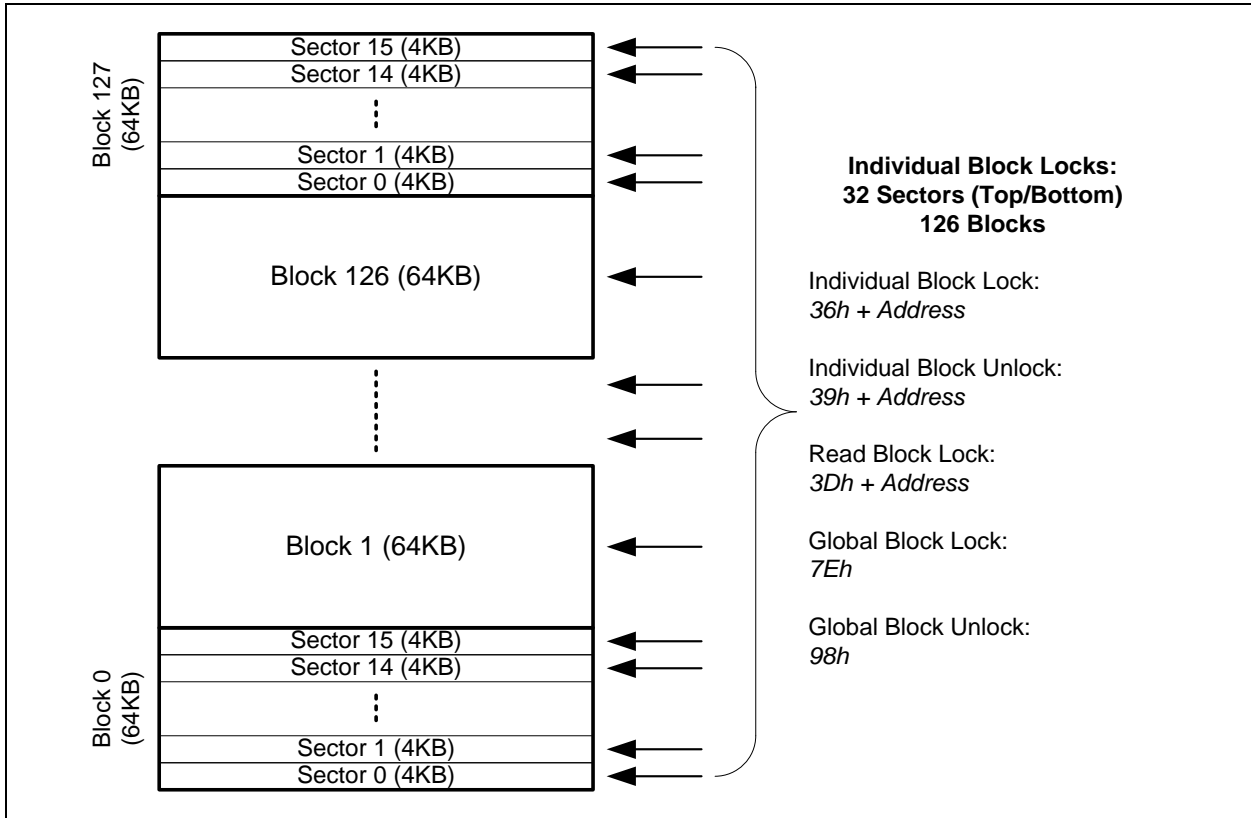 Block 127
(64KB)
Sector 15 (4KB)
Sector 14 (4KB)
Sector 1 (4KB)
Sector 0 (4KB)
Block 126 (64KB)
Block 1 (64KB)
Block 0
(64KB)
Sector 15 (4KB)
Sector 14 (4KB)
Sector 1 (4KB)
Sector 0 (4KB)
Individual Block Locks:
32 Sectors (Top/Bottom)
126 Blocks
Individual Block Lock:
36h + Address
Individual Block Unlock:
39h + Address
Read Block Lock:
3Dh + Address
Global Block Lock:
7Eh
Global Block Unlock:
98h